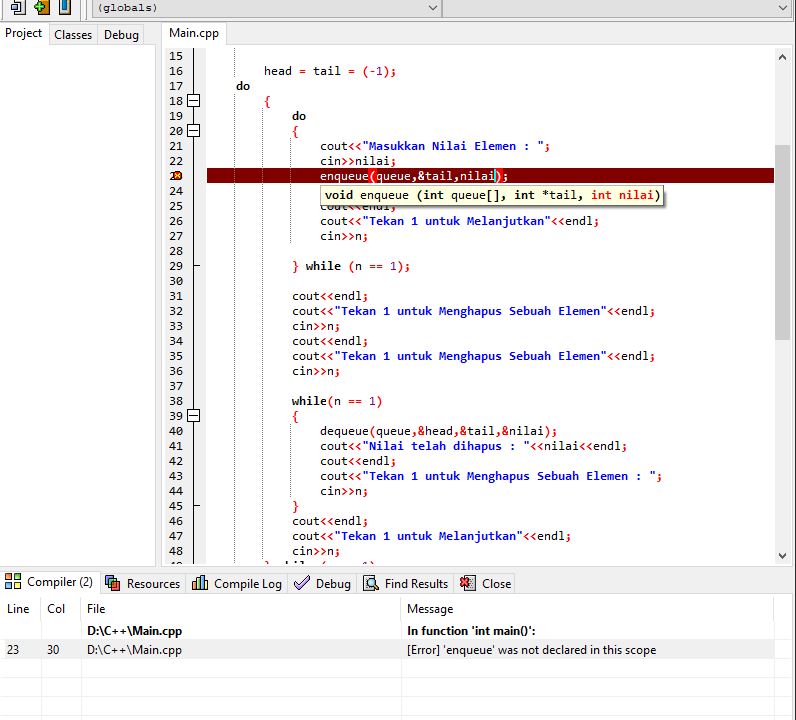 (globals)
Project Classes Debug Main.cpp
15
16 head = tail = (-1);
17 do
18 {
19 do
20 {
21 cout<<"Masukkan Nilai Elemen : ";
22 cin>>nilai;
enqueue(queue,&tail,nilai);
24 void enqueue (int queue[], int *tail, int nilai)
25 cout<<endl;
26 cout<<"Tekan 1 untuk Melanjutkan"<<endl;
27 cin>>n;
28
29 } while (n == 1);
30
31 cout<<endl;
32 cout<<"Tekan 1 untuk Menghapus Sebuah Elemen"<<endl;
33 cin>>n;
34 cout<<endl;
35 cout<<"Tekan 1 untuk Menghapus Sebuah Elemen"<<endl;
36 cin>>n;
37
38 while(n == 1)
39 {
40 dequeue(queue,&head,&tail,&nilai);
41 cout<<"Nilai telah dihapus : "<<nilai<<endl;
42 cout<<endl;
43 cout<<"Tekan 1 untuk Menghapus Sebuah Elemen : ";
44 cin>>n;
45 }
46 cout<<endl;
47 cout<<"Tekan 1 untuk Melanjutkan"<<endl;
48 cin>>n;
Compiler (2) Resources Compile Log Debug Find Results Close
Line Col File Message
D:\C++\Main.cpp In function 'int main()':
23 30 D:\C++\Main.cpp [Error] 'enqueue' was not declared in this scope